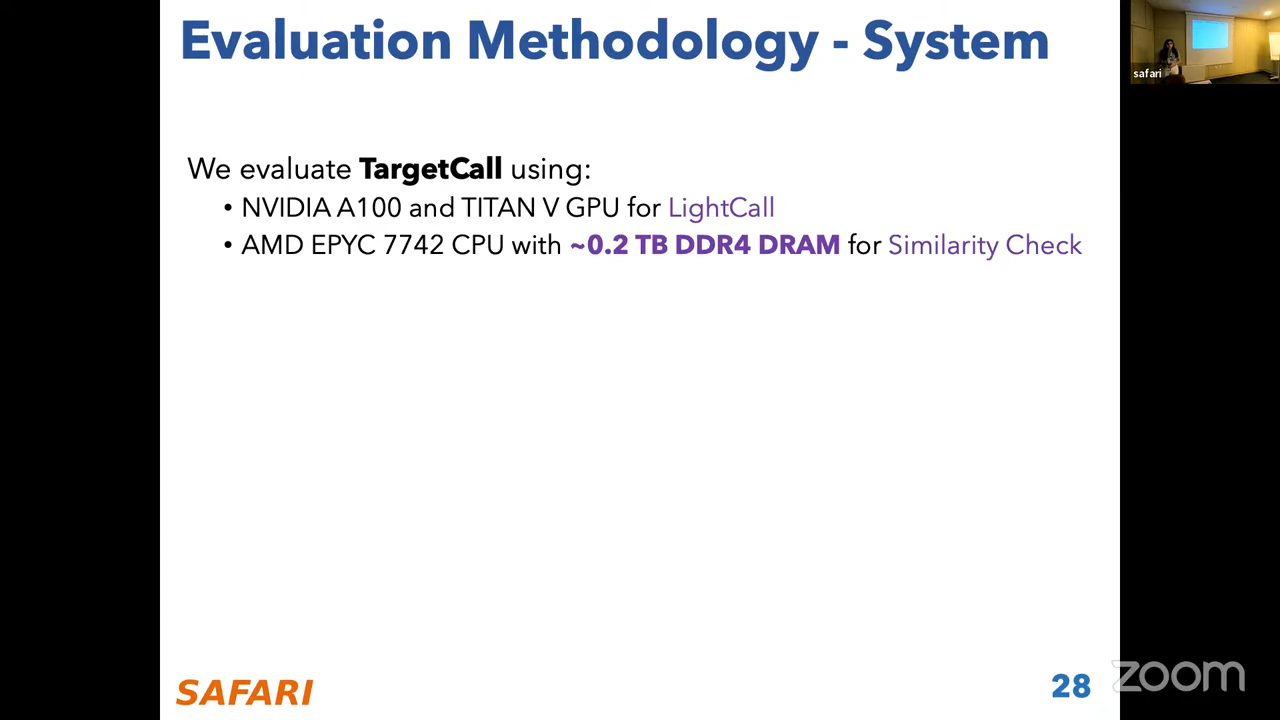 Evaluation Methodology - System
safari
We evaluate TargetCall using:
• NVIDIA A100 and TITAN V GPU for LightCall
• AMD EPYC 7742 CPU with ~0.2 TB DDR4 DRAM for Similarity Check
SAFARI
28
zoom